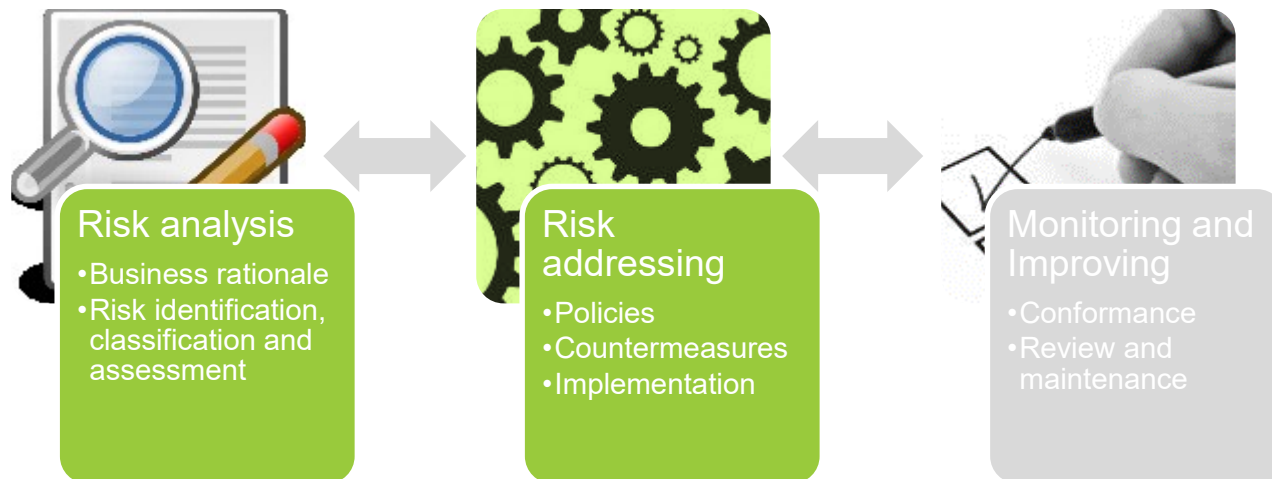 Risk analysis
•Business rationale
•Risk identification,
classification and
assessment
Risk
addressing
•Policies
•Countermeasures
•Implementation
Monitoring and
Improving
•Conformance
•Review and
maintenance